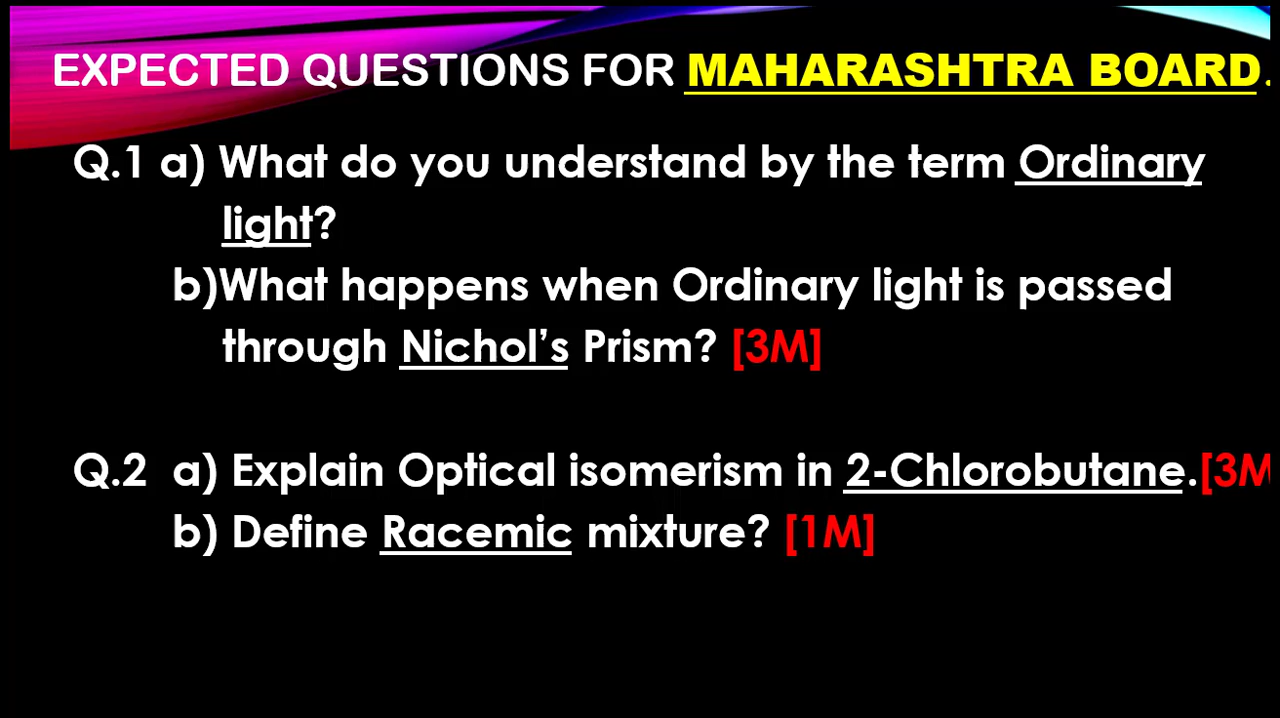 EXPECTED QUESTIONS FOR MAHARASHTRA BOARD.
Q.1 a) What do you understand by the term Ordinary
light?
b)What happens when Ordinary light is passed
through Nichol’s Prism? [3M]
Q.2 a) Explain Optical isomerism in 2-Chlorobutane.[3M
b) Define Racemic mixture? [1M]